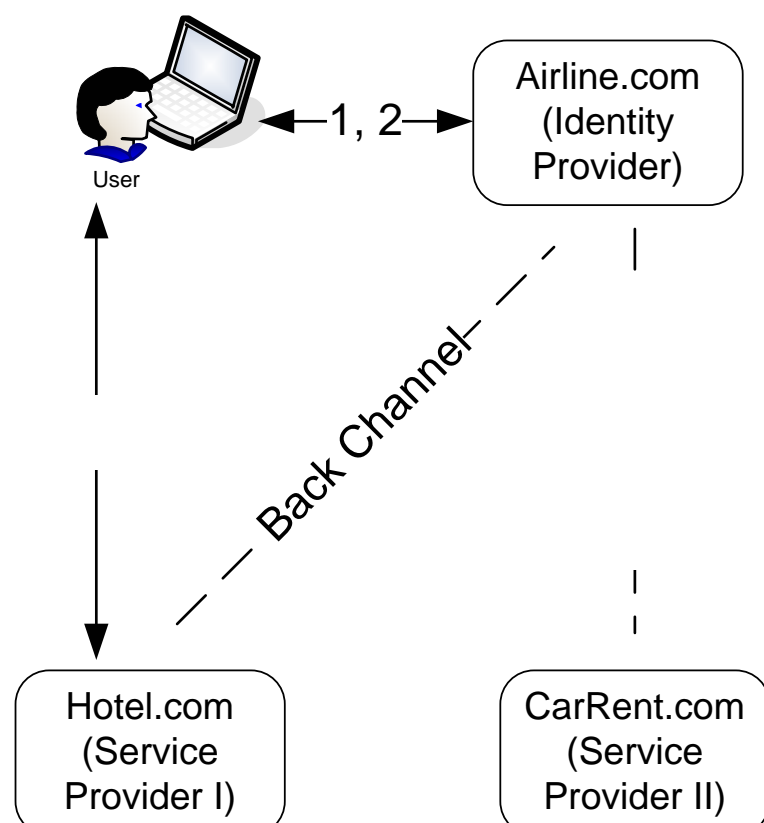 Airline.com
(Identity
Provider)
1, 2
User
Back Channel
Hotel.com
(Service
Provider I)
CarRent.com
(Service
Provider II)